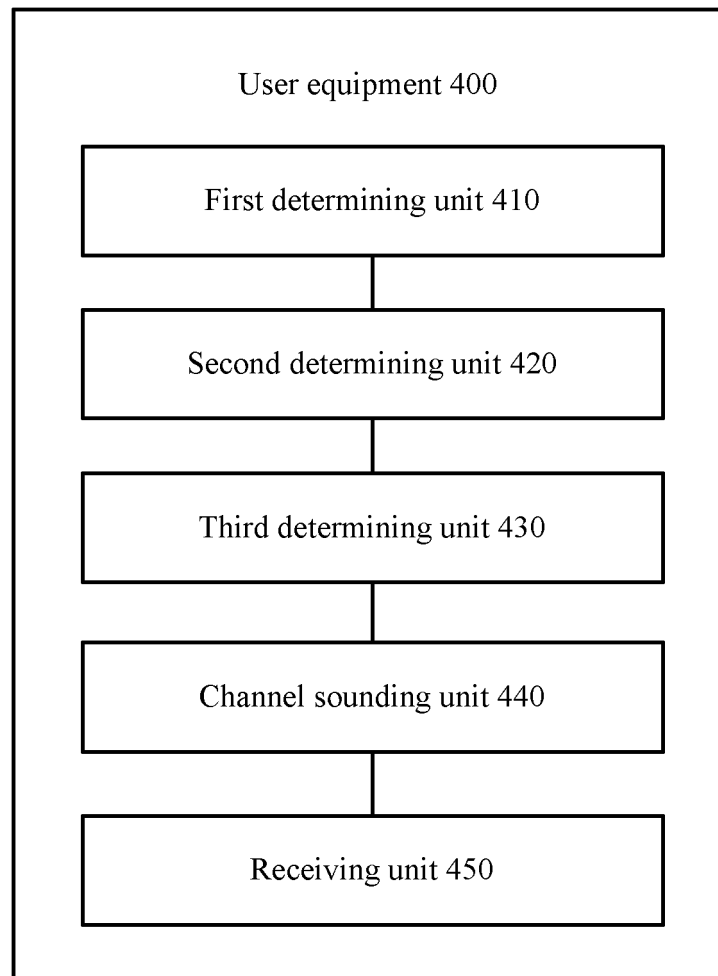 User equipment 400
First determining unit 410
Second determining unit 420
Third determining unit 430
Channel sounding unit 440
Receiving unit 450